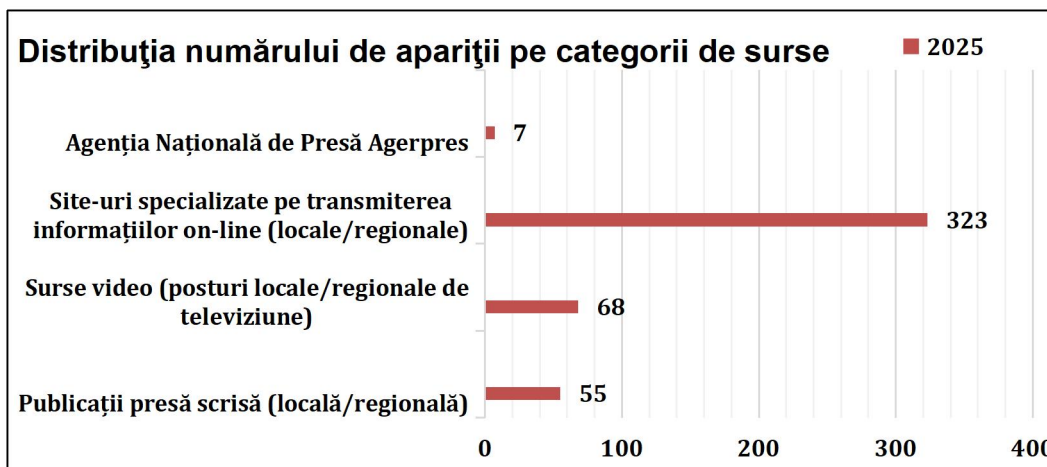 Distribuţia numărului de apariţii pe categorii de surse
2025
Agenția Națională de Presă Agerpres
7
Site-uri specializate pe transmiterea
informațiilor on-line (locale/regionale)
323
Surse video (posturi locale/regionale de
televiziune)
68
Publicații presă scrisă (locală/regională)
55
0 100 200 300 400